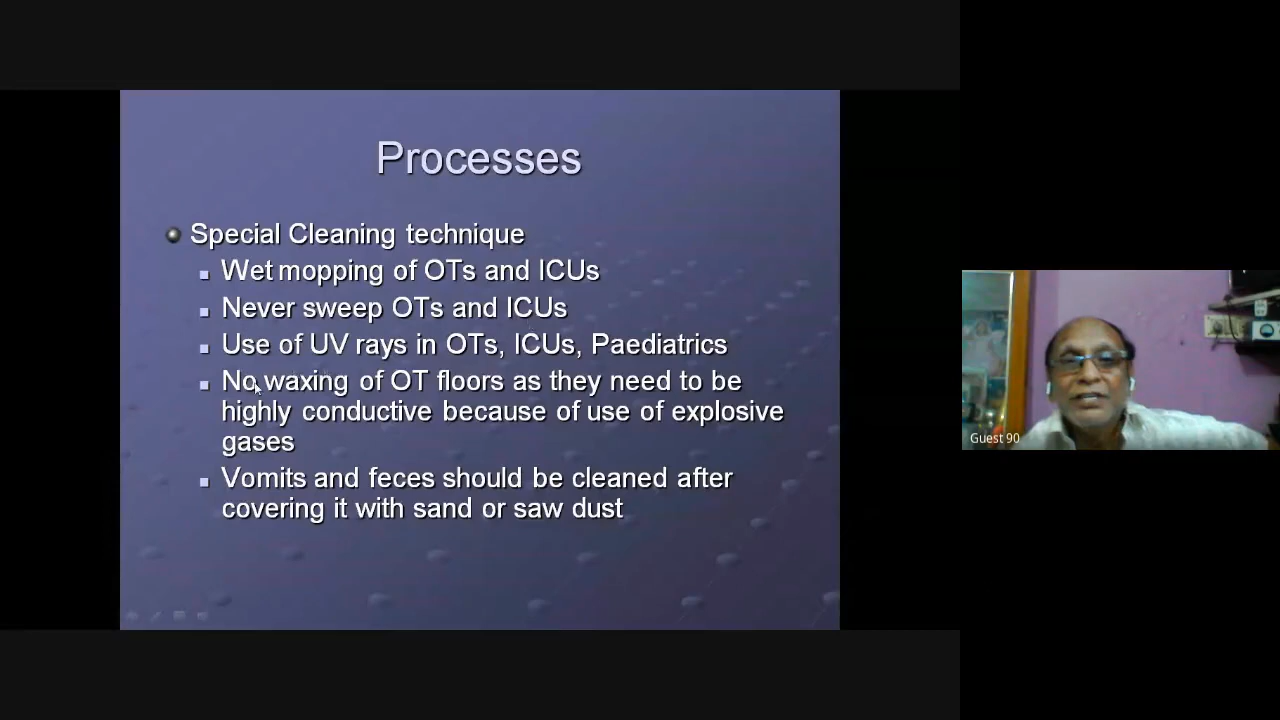 Processes
Special Cleaning technique
Wet mopping of OTs and ICUs
Never sweep OTs and ICUs
Use of UV rays in OTs, ICUs, Paediatrics
No waxing of OT floors as they need to be
highly conductive because of use of explosive
gases
Vomits and feces should be cleaned after
covering it with sand or saw dust
Guest 90